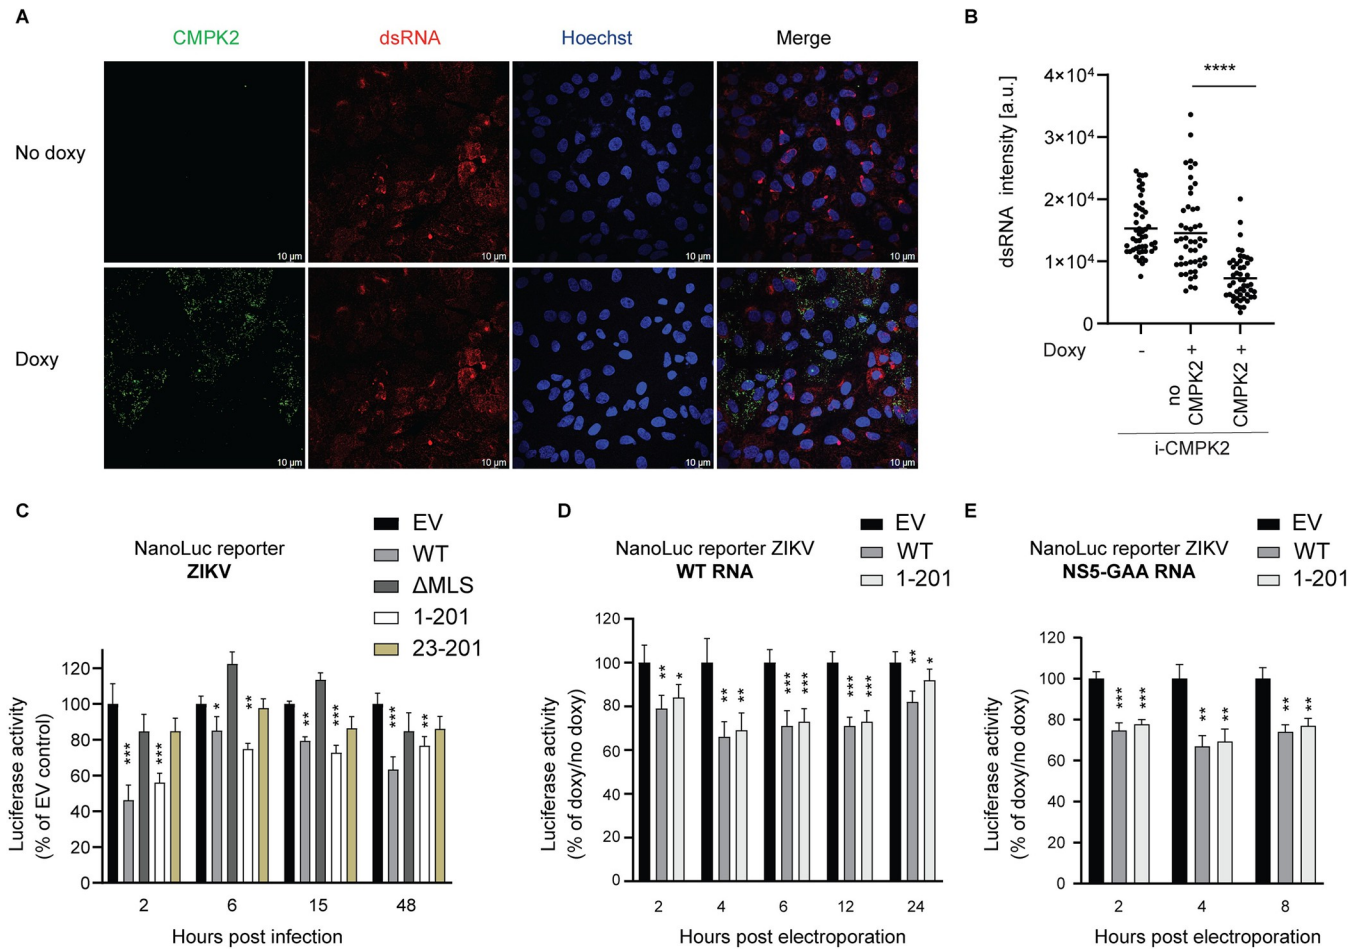 A
CMPK2
dsRNA
Hoechst
Merge
No doxy
10 µm
10 µm
10 µm
10 µm
Doxy
10 µm
10 µm
10 µm
10 µm
B
dsRNA intensity [a.u.]
4×10⁴
3×10⁴
2×10⁴
1×10⁴
0
****
Doxy - + +
no
CMPK2
CMPK2
i-CMPK2
C
NanoLuc reporter
ZIKV
EV
WT
ΔMLS
1-201
23-201
Luciferase activity
(% of EV control)
120
100
80
60
40
20
0
***
***
*
**
**
***
***
**
2 6 15 48
Hours post infection
D
NanoLuc reporter ZIKV
WT RNA
EV
WT
1-201
Luciferase activity
(% of doxy/no doxy)
120
100
80
60
40
20
0
**
*
**
**
***
***
***
***
**
*
2 4 6 12 24
Hours post electroporation
E
NanoLuc reporter ZIKV
NS5-GAA RNA
EV
WT
1-201
Luciferase activity
(% of doxy/no doxy)
120
100
80
60
40
20
0
***
***
**
**
**
**
2 4 8
Hours post electroporation